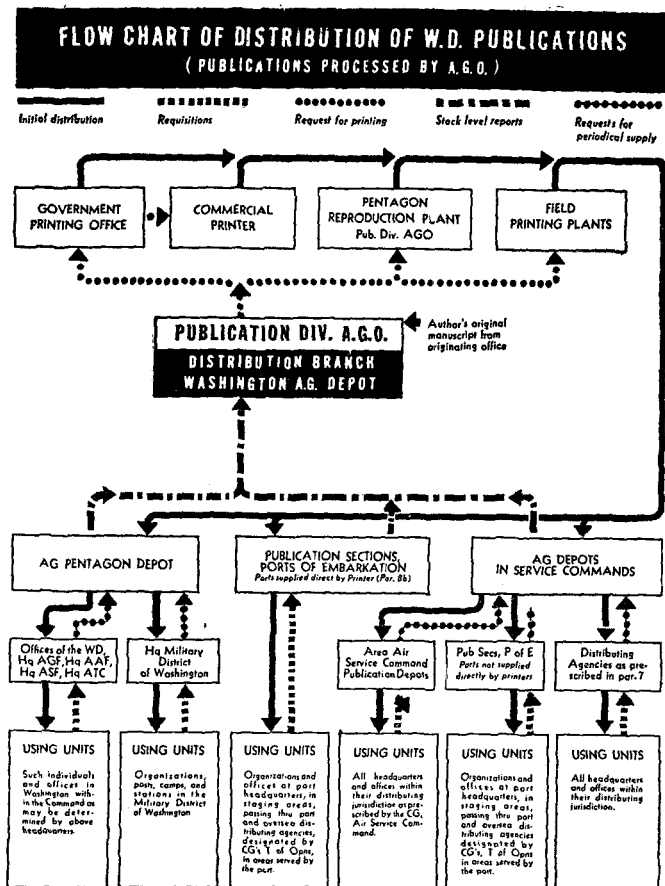 FLOW CHART OF DISTRIBUTION OF W.D. PUBLICATIONS
( PUBLICATIONS PROCESSED BY A.G.O. )
Initial distribution
Requisitions
Request for printing
Stock level reports
Requests for
periodical supply
GOVERNMENT
PRINTING OFFICE
COMMERCIAL
PRINTER
PENTAGON
REPRODUCTION PLANT
Pub. Div. AGO
FIELD
PRINTING PLANTS
PUBLICATION DIV. A.G.O.
DISTRIBUTION BRANCH
WASHINGTON A.G. DEPOT
Author's original
manuscript from
originating office
AG PENTAGON DEPOT
PUBLICATION SECTIONS,
PORTS OF EMBARKATION
Ports supplied direct by Printer (Par. 8b)
AG DEPOTS
IN SERVICE COMMANDS
Offices of the WD,
Hq AGF, Hq AAF,
Hq ASF, Hq ATC
Hq Military
District
of Washington
Area Air
Service Command
Publication Depots
Pub Secs, P of E
Ports not supplied
directly by printers
Distributing
Agencies as pre-
scribed in par. 7
USING UNITS
Such individuals
and offices in
Washington with-
in the Command as
may be deter-
mined by above
headquarters.
USING UNITS
Organizations,
posts, camps, and
stations in the
Military District
of Washington
USING UNITS
Organizations and
offices at port
headquarters, in
staging areas,
passing thru port
and oversea dis-
tributing agencies,
designated by
CG's T of Opns,
in areas served by
the port.
USING UNITS
All headquarters
and offices within
their distributing
jurisdiction as pre-
scribed by the CG,
Air Service Com-
mand.
USING UNITS
Organizations and
offices at port
headquarters, in
staging areas,
passing thru port
and oversea dis-
tributing agencies
designated by
CG's, T of Opns
in areas served by
the port.
USING UNITS
All headquarters
and offices within
their distributing
jurisdiction.